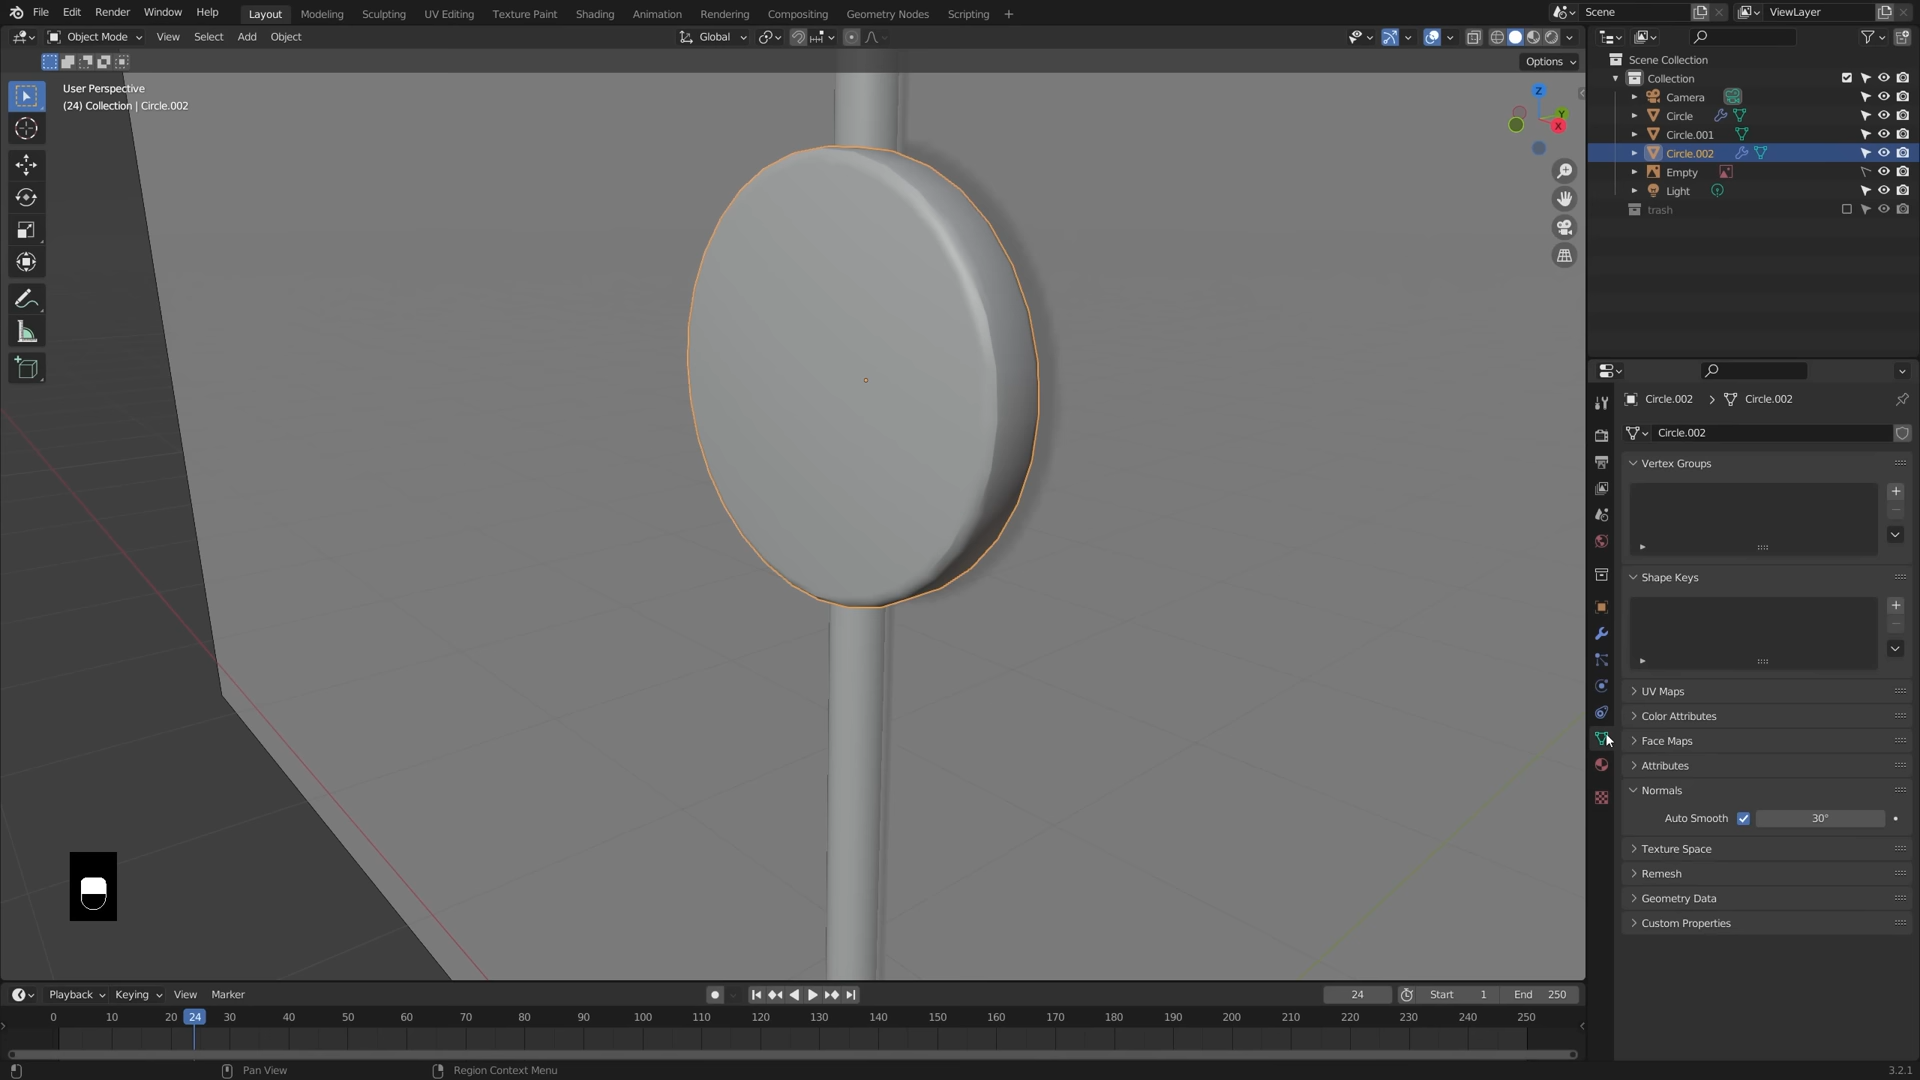 File Edit Render Window Help Layout Modeling Sculpting UV Editing Texture Paint Shading Animation Rendering Compositing Geometry Nodes Scripting + Scene ViewLayer
Object Mode View Select Add Object Global
Options
User Perspective
(24) Collection | Circle.002
Z
Y
X
Scene Collection
Collection
Camera
Circle
Circle.001
Circle.002
Empty
Light
trash
Circle.002 > Circle.002
Circle.002
Vertex Groups
Shape Keys
UV Maps
Color Attributes
Face Maps
Attributes
Normals
Auto Smooth 30°
Texture Space
Remesh
Geometry Data
Custom Properties
Playback Keying View Marker 24 Start 1 End 250
0 10 20 24 30 40 50 60 70 80 90 100 110 120 130 140 150 160 170 180 190 200 210 220 230 240 250
Pan View Region Context Menu 3.2.1